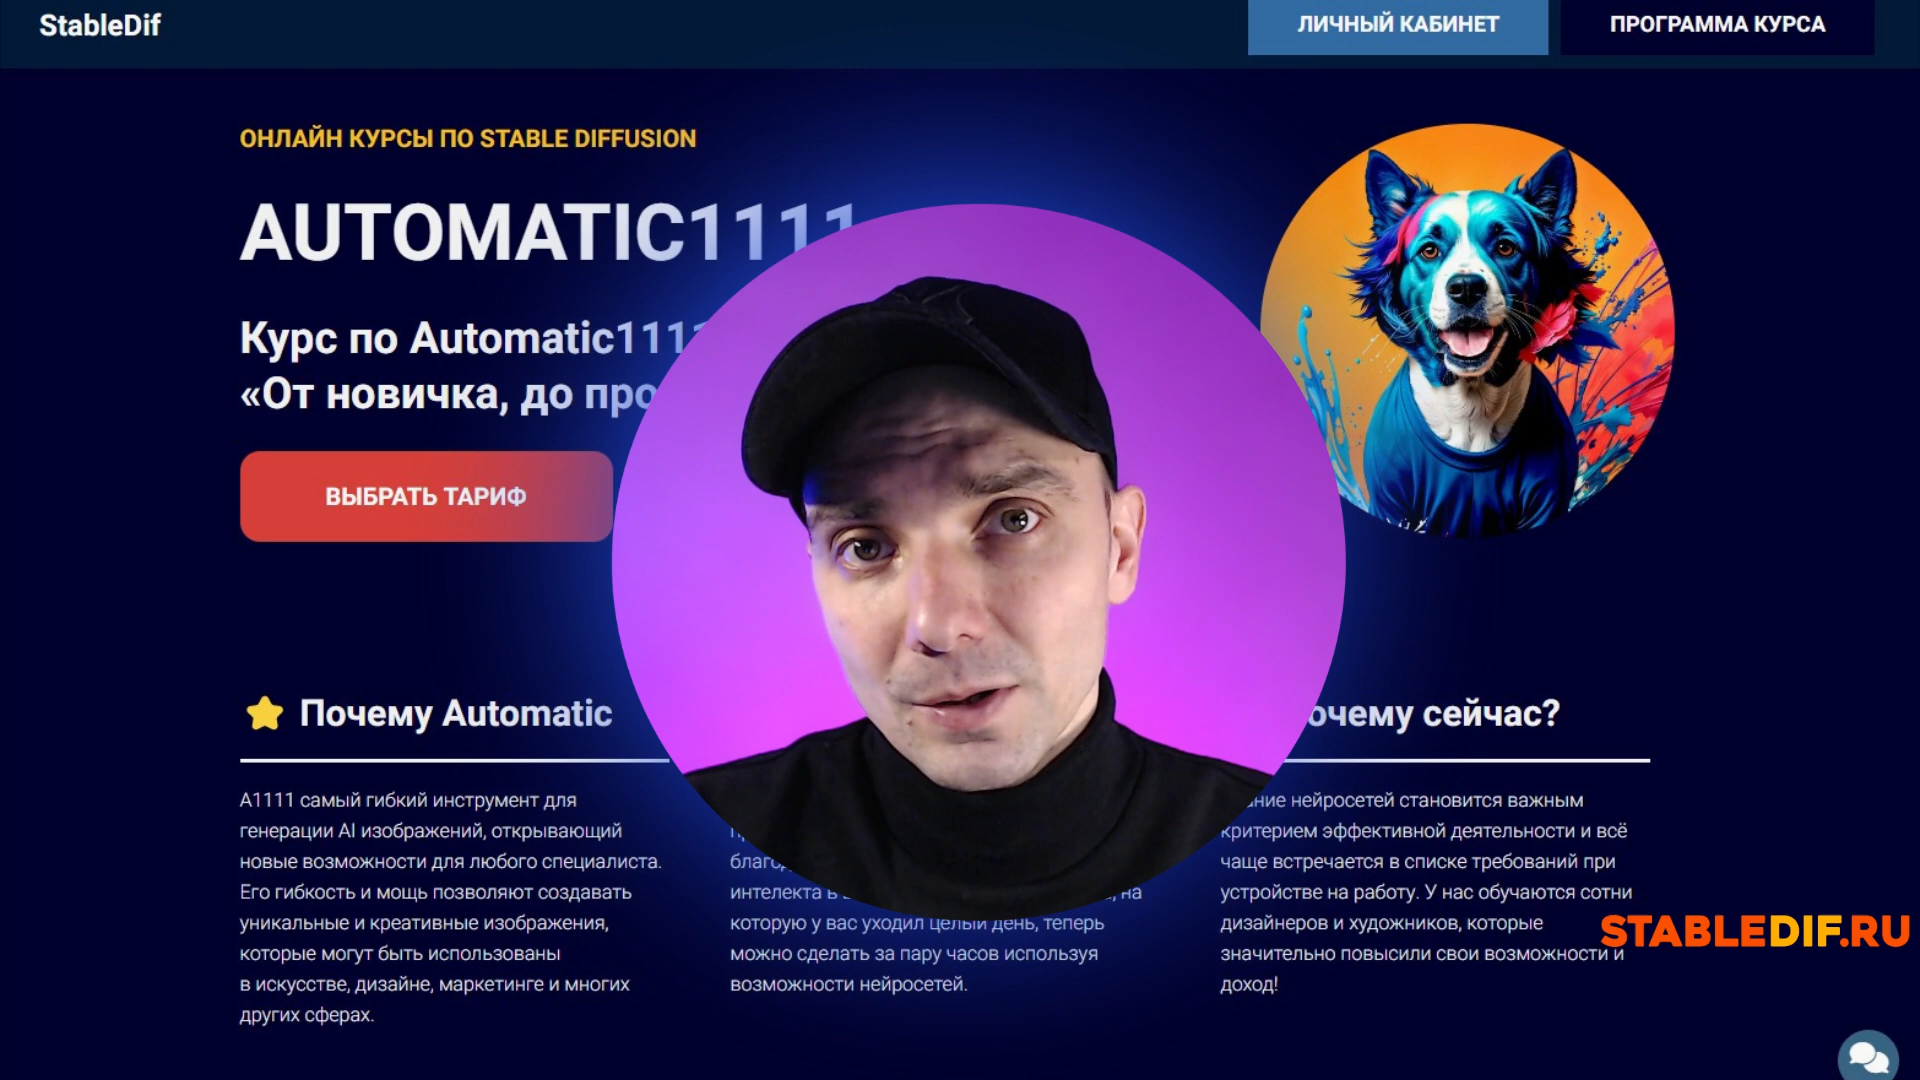 StableDif
ЛИЧНЫЙ КАБИНЕТ
ПРОГРАММА КУРСА
ОНЛАЙН КУРСЫ ПО STABLE DIFFUSION
AUTOMATIC1111
Курс по Automatic1111
«От новичка, до про
ВЫБРАТЬ ТАРИФ
Почему Automatic
очему сейчас?
A1111 самый гибкий инструмент для
генерации AI изображений, открывающий
новые возможности для любого специалиста.
Его гибкость и мощь позволяют создавать
уникальные и креативные изображения,
которые могут быть использованы
в искусстве, дизайне, маркетинге и многих
других сферах.
интелекта в
на
которую у вас уходил целый день, теперь
можно сделать за пару часов используя
возможности нейросетей.
ание нейросетей становится важным
критерием эффективной деятельности и всё
чаще встречается в списке требований при
устройстве на работу. У нас обучаются сотни
дизайнеров и художников, которые
значительно повысили свои возможности и
доход!
STABLEDIF.RU